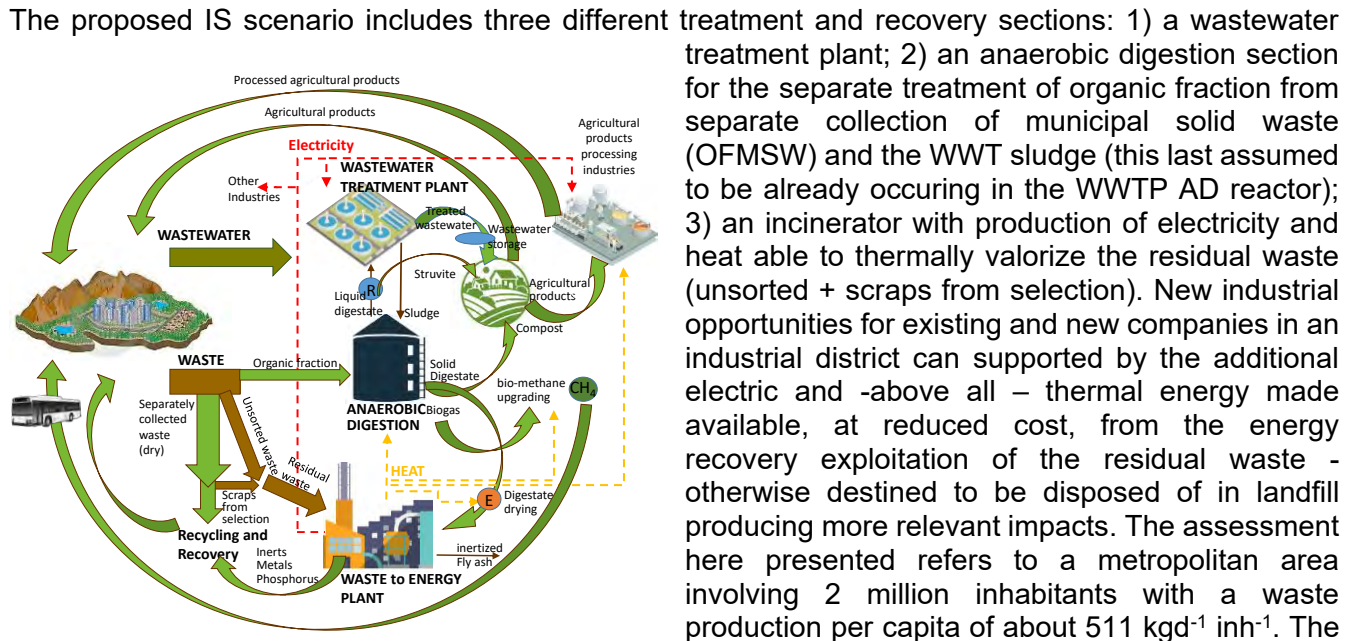 The proposed IS scenario includes three different treatment and recovery sections: 1) a wastewater
treatment plant; 2) an anaerobic digestion section
for the separate treatment of organic fraction from
separate collection of municipal solid waste
(OFMSW) and the WWT sludge (this last assumed
to be already occuring in the WWTP AD reactor);
3) an incinerator with production of electricity and
heat able to thermally valorize the residual waste
(unsorted + scraps from selection). New industrial
opportunities for existing and new companies in an
industrial district can supported by the additional
electric and -above all – thermal energy made
available, at reduced cost, from the energy
recovery exploitation of the residual waste -
otherwise destined to be disposed of in landfill
producing more relevant impacts. The assessment
here presented refers to a metropolitan area
involving 2 million inhabitants with a waste
production per capita of about 511 kgd-1 inh-1. The
Processed agricultural products
Agricultural products
Agricultural
products
processing
industries
Electricity
WASTEWATER
TREATMENT PLANT
Other
Industries
Treated
wastewater
Wastewater
storage
WASTEWATER
Struvite
R
Liquid
digestate
Sludge
Agricultural
products
Compost
WASTE
Organic fraction
Solid
Digestate
bio-methane
upgrading
CH4
Separately
collected
waste
(dry)
Unsorted waste
ANAEROBIC
DIGESTION
Biogas
Residual
waste
HEAT
E
Digestate
drying
Scraps
from
selection
Recycling and
Recovery
Inerts
Metals
Phosphorus
inertized
Fly ash
WASTE to ENERGY
PLANT